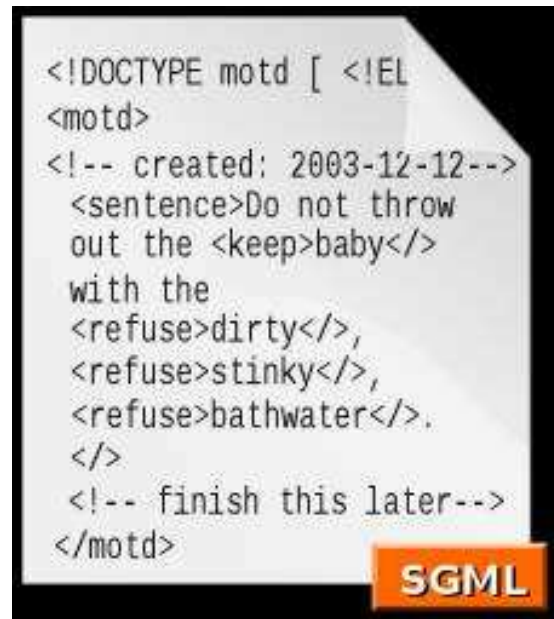 <!DOCTYPE motd [ <!EL
<motd>
<!-- created: 2003-12-12-->
<sentence>Do not throw
out the <keep>baby</>
with the
<refuse>dirty</>,
<refuse>stinky</>,
<refuse>bathwater</>.
</>
<!-- finish this later-->
</motd>
SGML